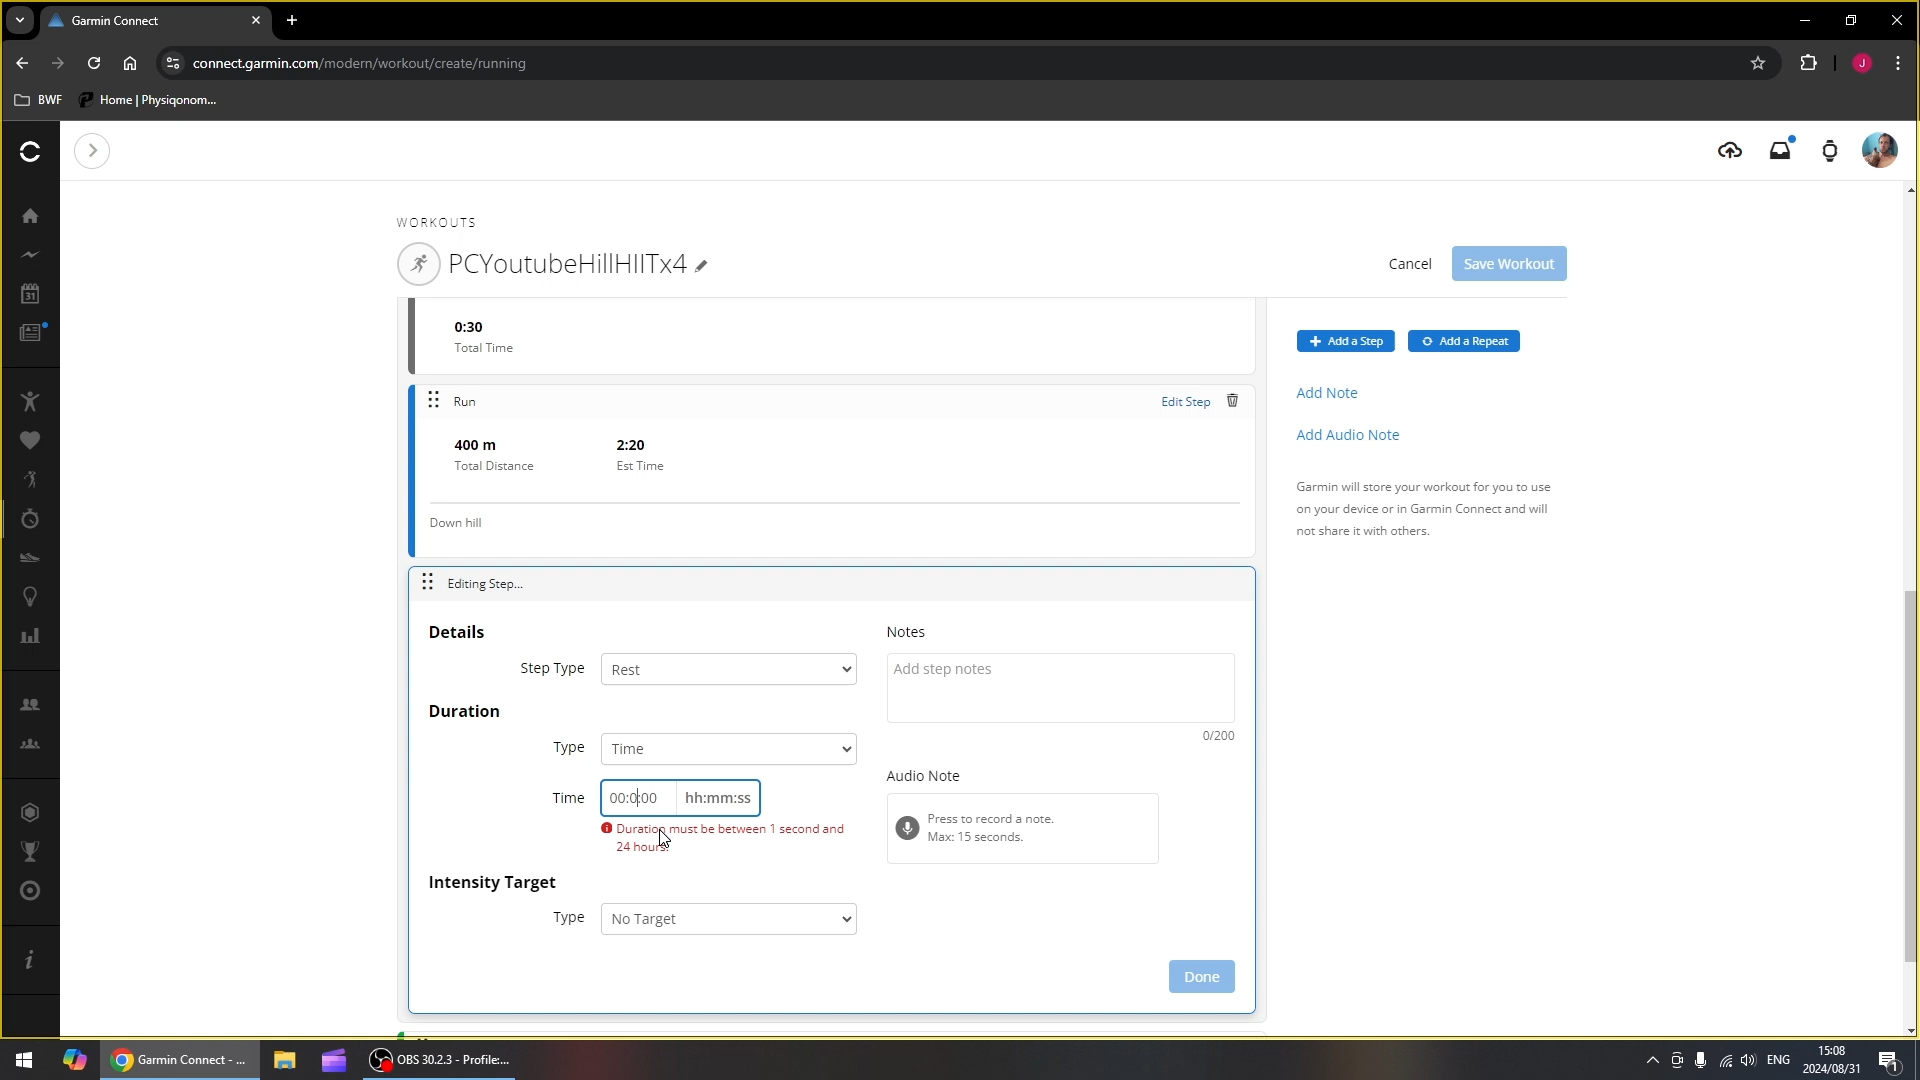 Garmin Connect
connect.garmin.com/modern/workout/create/running
BWF
Home | Physiqonom...
J
31
WORKOUTS
PCYoutubeHillHIITx4
Cancel
Save Workout
0:30
Total Time
Add a Step
Add a Repeat
Run
Edit Step
Add Note
400 m
2:20
Total Distance
Est Time
Add Audio Note
Garmin will store your workout for you to use
on your device or in Garmin Connect and will
not share it with others.
Down hill
Editing Step...
Details
Notes
Step Type
Rest
Add step notes
Duration
0/200
Type
Time
Audio Note
Time
00:0:00
hh:mm:ss
Press to record a note.
Max: 15 seconds.
Duration must be between 1 second and
24 hours.
Intensity Target
Type
No Target
Done
Garmin Connect - ...
OBS 30.2.3 - Profile:...
ENG
15:08
2024/08/31
1